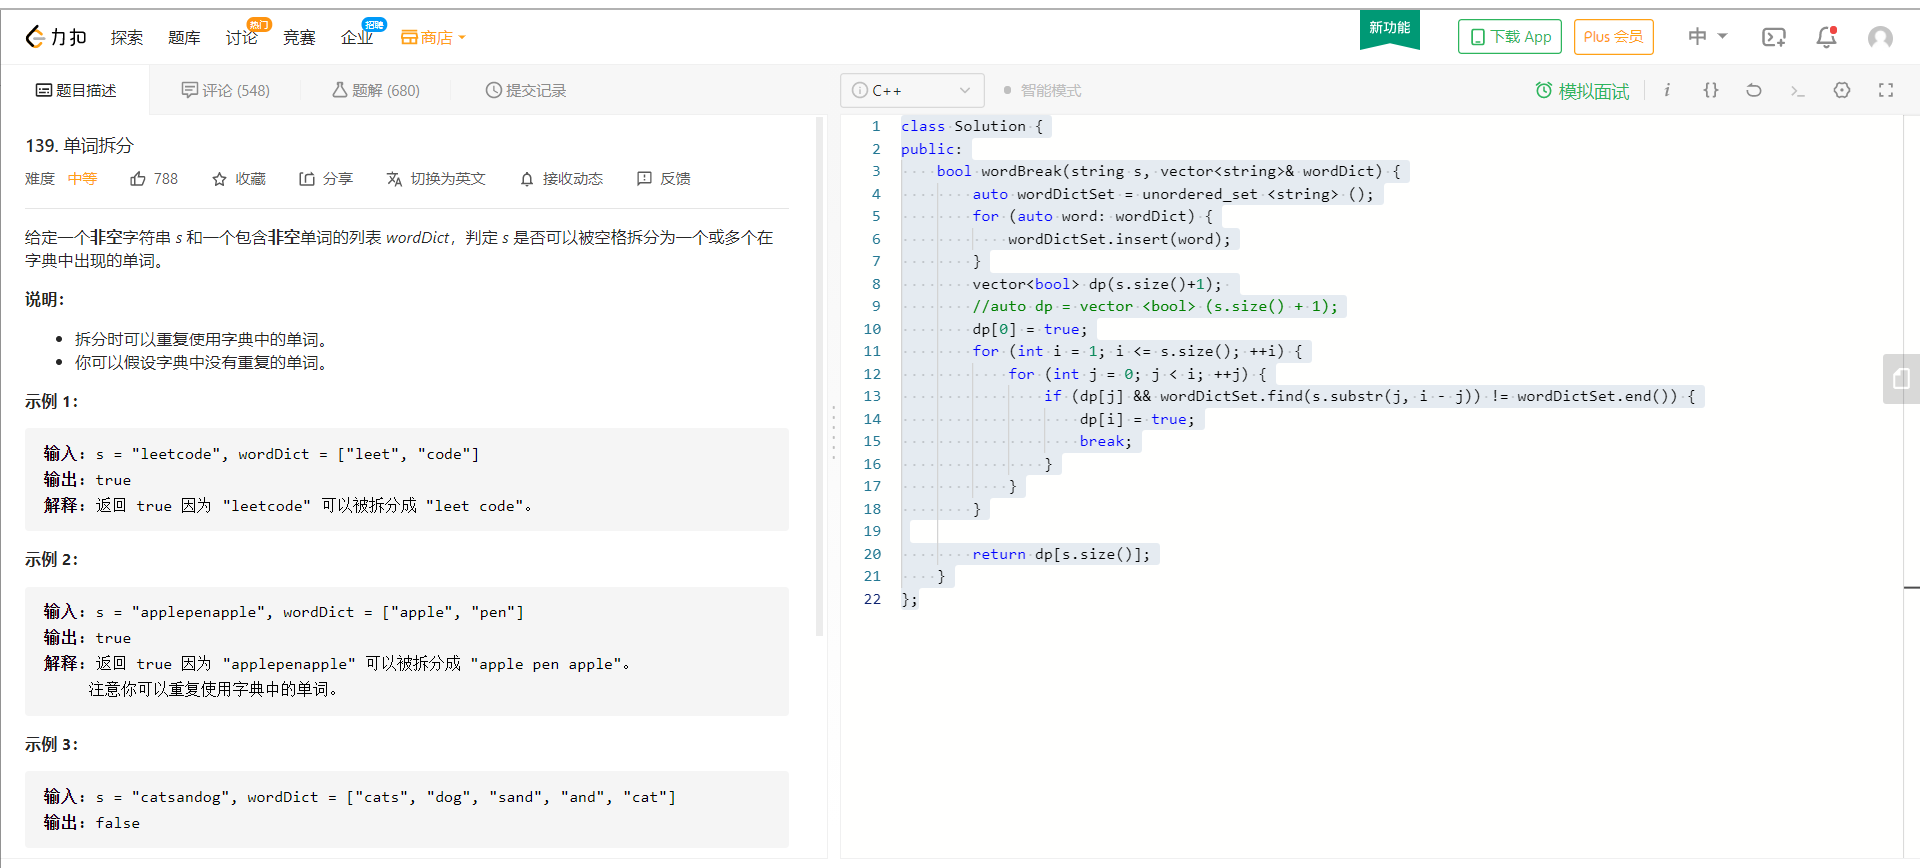 力扣 探索 题库 讨论 热门 竞赛 企业 招聘 商店 新功能 下载 App Plus 会员 中
题目描述 评论 (548) 题解 (680) 提交记录
i C++ 智能模式 模拟面试 i {} >_
139. 单词拆分
难度 中等 788 收藏 分享 切换为英文 接收动态 反馈
给定一个非空字符串 s 和一个包含非空单词的列表 wordDict，判定 s 是否可以被空格拆分为一个或多个在
字典中出现的单词。
说明：
• 拆分时可以重复使用字典中的单词。
• 你可以假设字典中没有重复的单词。
示例 1：
输入: s = "leetcode", wordDict = ["leet", "code"]
输出: true
解释: 返回 true 因为 "leetcode" 可以被拆分成 "leet code"。
示例 2：
输入: s = "applepenapple", wordDict = ["apple", "pen"]
输出: true
解释: 返回 true 因为 "applepenapple" 可以被拆分成 "apple pen apple"。
注意你可以重复使用字典中的单词。
示例 3：
输入: s = "catsandog", wordDict = ["cats", "dog", "sand", "and", "cat"]
输出: false
1 class Solution {
2 public:
3     bool wordBreak(string s, vector<string>& wordDict) {
4         auto wordDictSet = unordered_set <string> ();
5         for (auto word: wordDict) {
6             wordDictSet.insert(word);
7         }
8         vector<bool> dp(s.size()+1);
9         //auto dp = vector <bool> (s.size() + 1);
10         dp[0] = true;
11         for (int i = 1; i <= s.size(); ++i) {
12             for (int j = 0; j < i; ++j) {
13                 if (dp[j] && wordDictSet.find(s.substr(j, i - j)) != wordDictSet.end()) {
14                     dp[i] = true;
15                     break;
16                 }
17             }
18         }
19
20         return dp[s.size()];
21     }
22 };